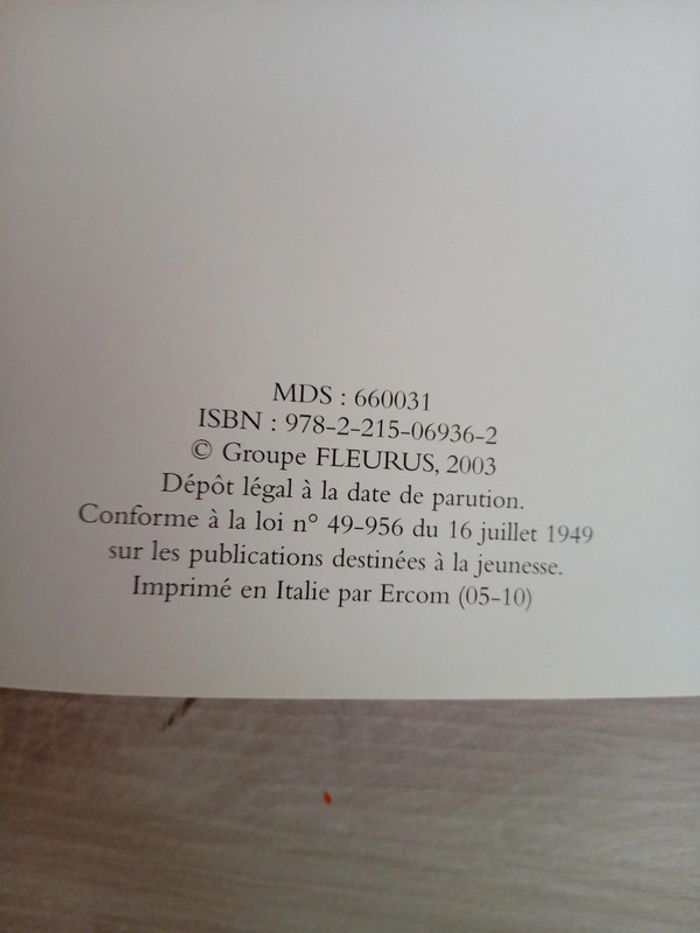 MDS : 660031
ISBN : 978-2-215-06936-2
© Groupe FLEURUS, 2003
Dépôt légal à la date de parution.
Conforme à la loi n° 49-956 du 16 juillet 1949
sur les publications destinées à la jeunesse.
Imprimé en Italie par Ercom (05-10)